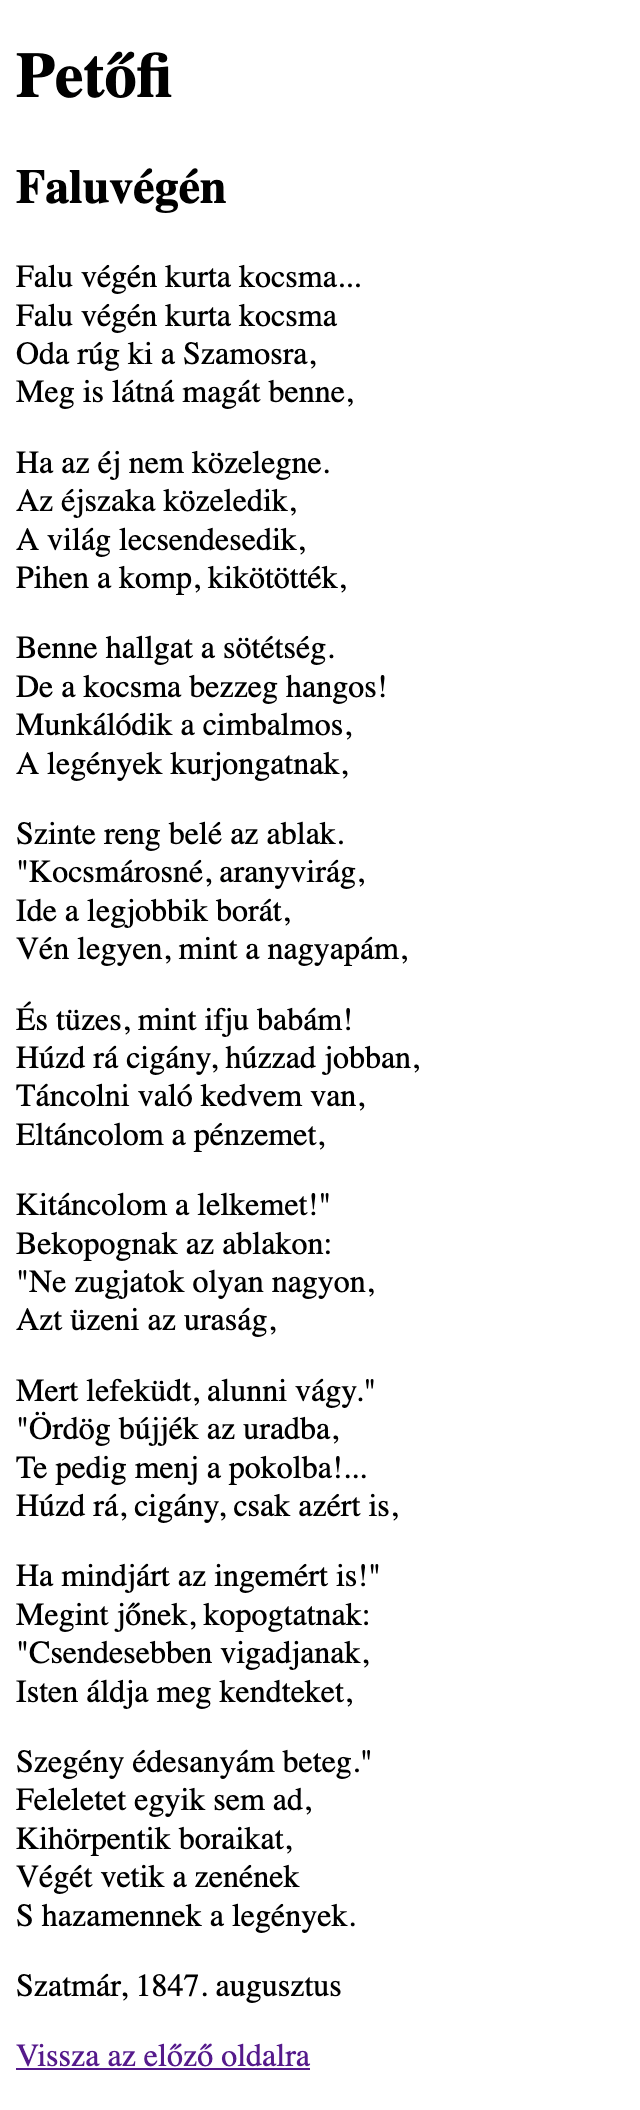 Petőfi
Faluvégén
Falu végén kurta kocsma...
Falu végén kurta kocsma
Oda rúg ki a Szamosra,
Meg is látná magát benne,
Ha az éj nem közelegne.
Az éjszaka közeledik,
A világ lecsendesedik,
Pihen a komp, kikötötték,
Benne hallgat a sötétség.
De a kocsma bezzeg hangos!
Munkálódik a cimbalmos,
A legények kurjongatnak,
Szinte reng belé az ablak.
"Kocsmárosné, aranyvirág,
Ide a legjobbik borát,
Vén legyen, mint a nagyapám,
És tüzes, mint ifju babám!
Húzd rá cigány, húzzad jobban,
Táncolni való kedvem van,
Eltáncolom a pénzemet,
Kitáncolom a lelkemet!"
Bekopognak az ablakon:
"Ne zugjatok olyan nagyon,
Azt üzeni az uraság,
Mert lefeküdt, alunni vágy."
"Ördög bújjék az uradba,
Te pedig menj a pokolba!...
Húzd rá, cigány, csak azért is,
Ha mindjárt az ingemért is!"
Megint jőnek, kopogtatnak:
"Csendesebben vigadjanak,
Isten áldja meg kendteket,
Szegény édesanyám beteg."
Feleletet egyik sem ad,
Kihörpentik boraikat,
Végét vetik a zenének
S hazamennek a legények.
Szatmár, 1847. augusztus
Vissza az előző oldalra